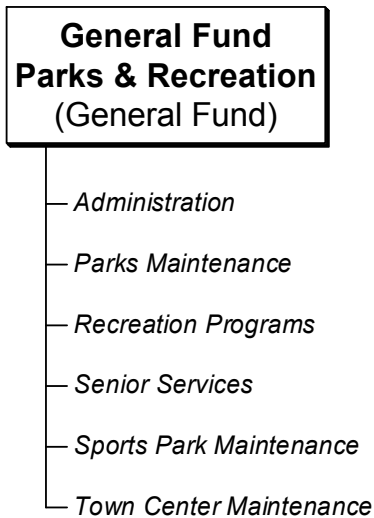 General Fund
Parks & Recreation
(General Fund)
Administration
Parks Maintenance
Recreation Programs
Senior Services
Sports Park Maintenance
Town Center Maintenance